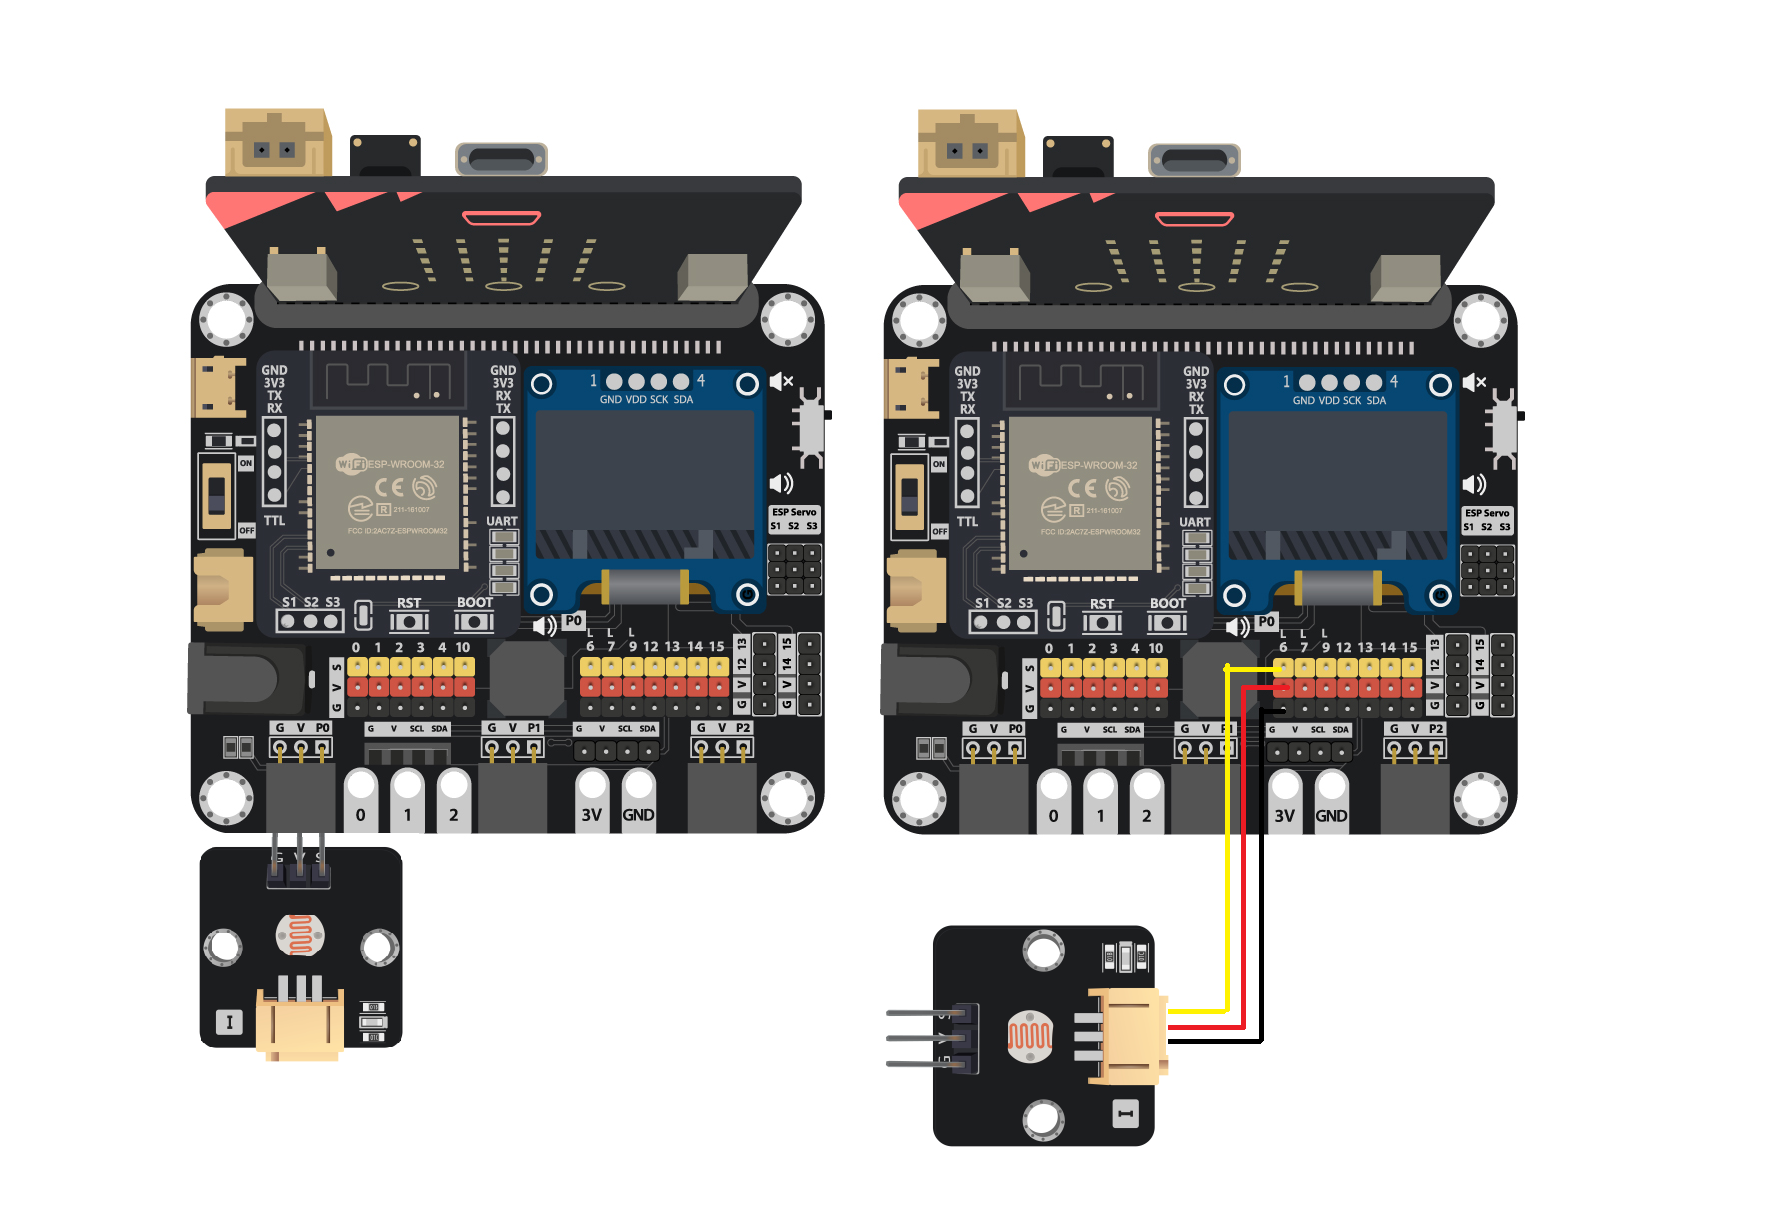 GND
3V3
TX
RX
TTL
ON
OFF
GND
3V3
RX
TX
UART
WiFi ESP-WROOM-32
CE
R 211-161007
FCC ID:2AC7Z-ESPWROOM32
1 4
GND VDD SCK SDA
ESP Servo
S1 S2 S3
S1 S2 S3
RST
BOOT
P0
L L L
0 1 2 3 4 10
6 7 9 12 13 14 15
S
V
G
13
12
V
G
15
14
V
G
G V P0
G V SCL SDA
G V P1
G V SCL SDA
G V P2
0 1 2 3V GND
G V S
I
GND
3V3
TX
RX
TTL
ON
OFF
GND
3V3
RX
TX
UART
WiFi ESP-WROOM-32
CE
R 211-161007
FCC ID:2AC7Z-ESPWROOM32
1 4
GND VDD SCK SDA
ESP Servo
S1 S2 S3
S1 S2 S3
RST
BOOT
P0
L L L
0 1 2 3 4 10
6 7 9 12 13 14 15
S
V
G
13
12
V
G
15
14
V
G
G V P0
G V SCL SDA
G V P1
G V SCL SDA
G V P2
0 1 2 3V GND
S
V
G
I